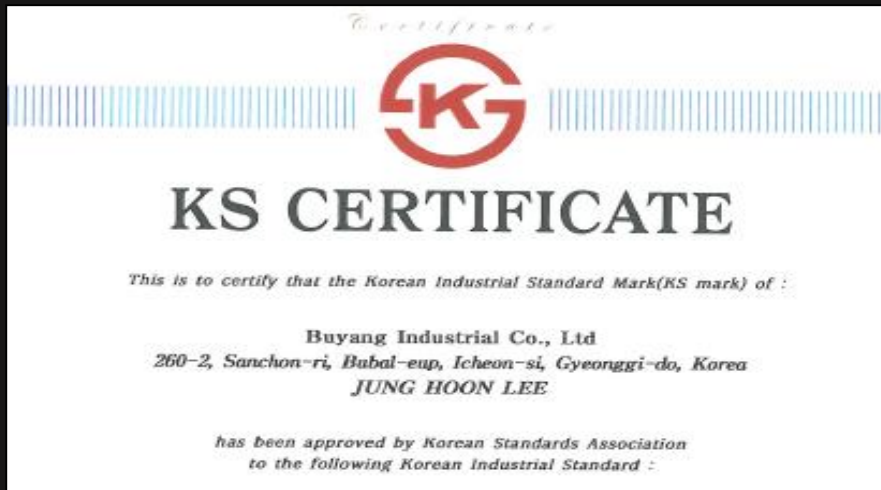 Certificate
KS
KS CERTIFICATE
This is to certify that the Korean Industrial Standard Mark(KS mark) of :
Buyang Industrial Co., Ltd
260-2, Sanchon-ri, Bubal-eup, Icheon-si, Gyeonggi-do, Korea
JUNG HOON LEE
has been approved by Korean Standards Association
to the following Korean Industrial Standard :